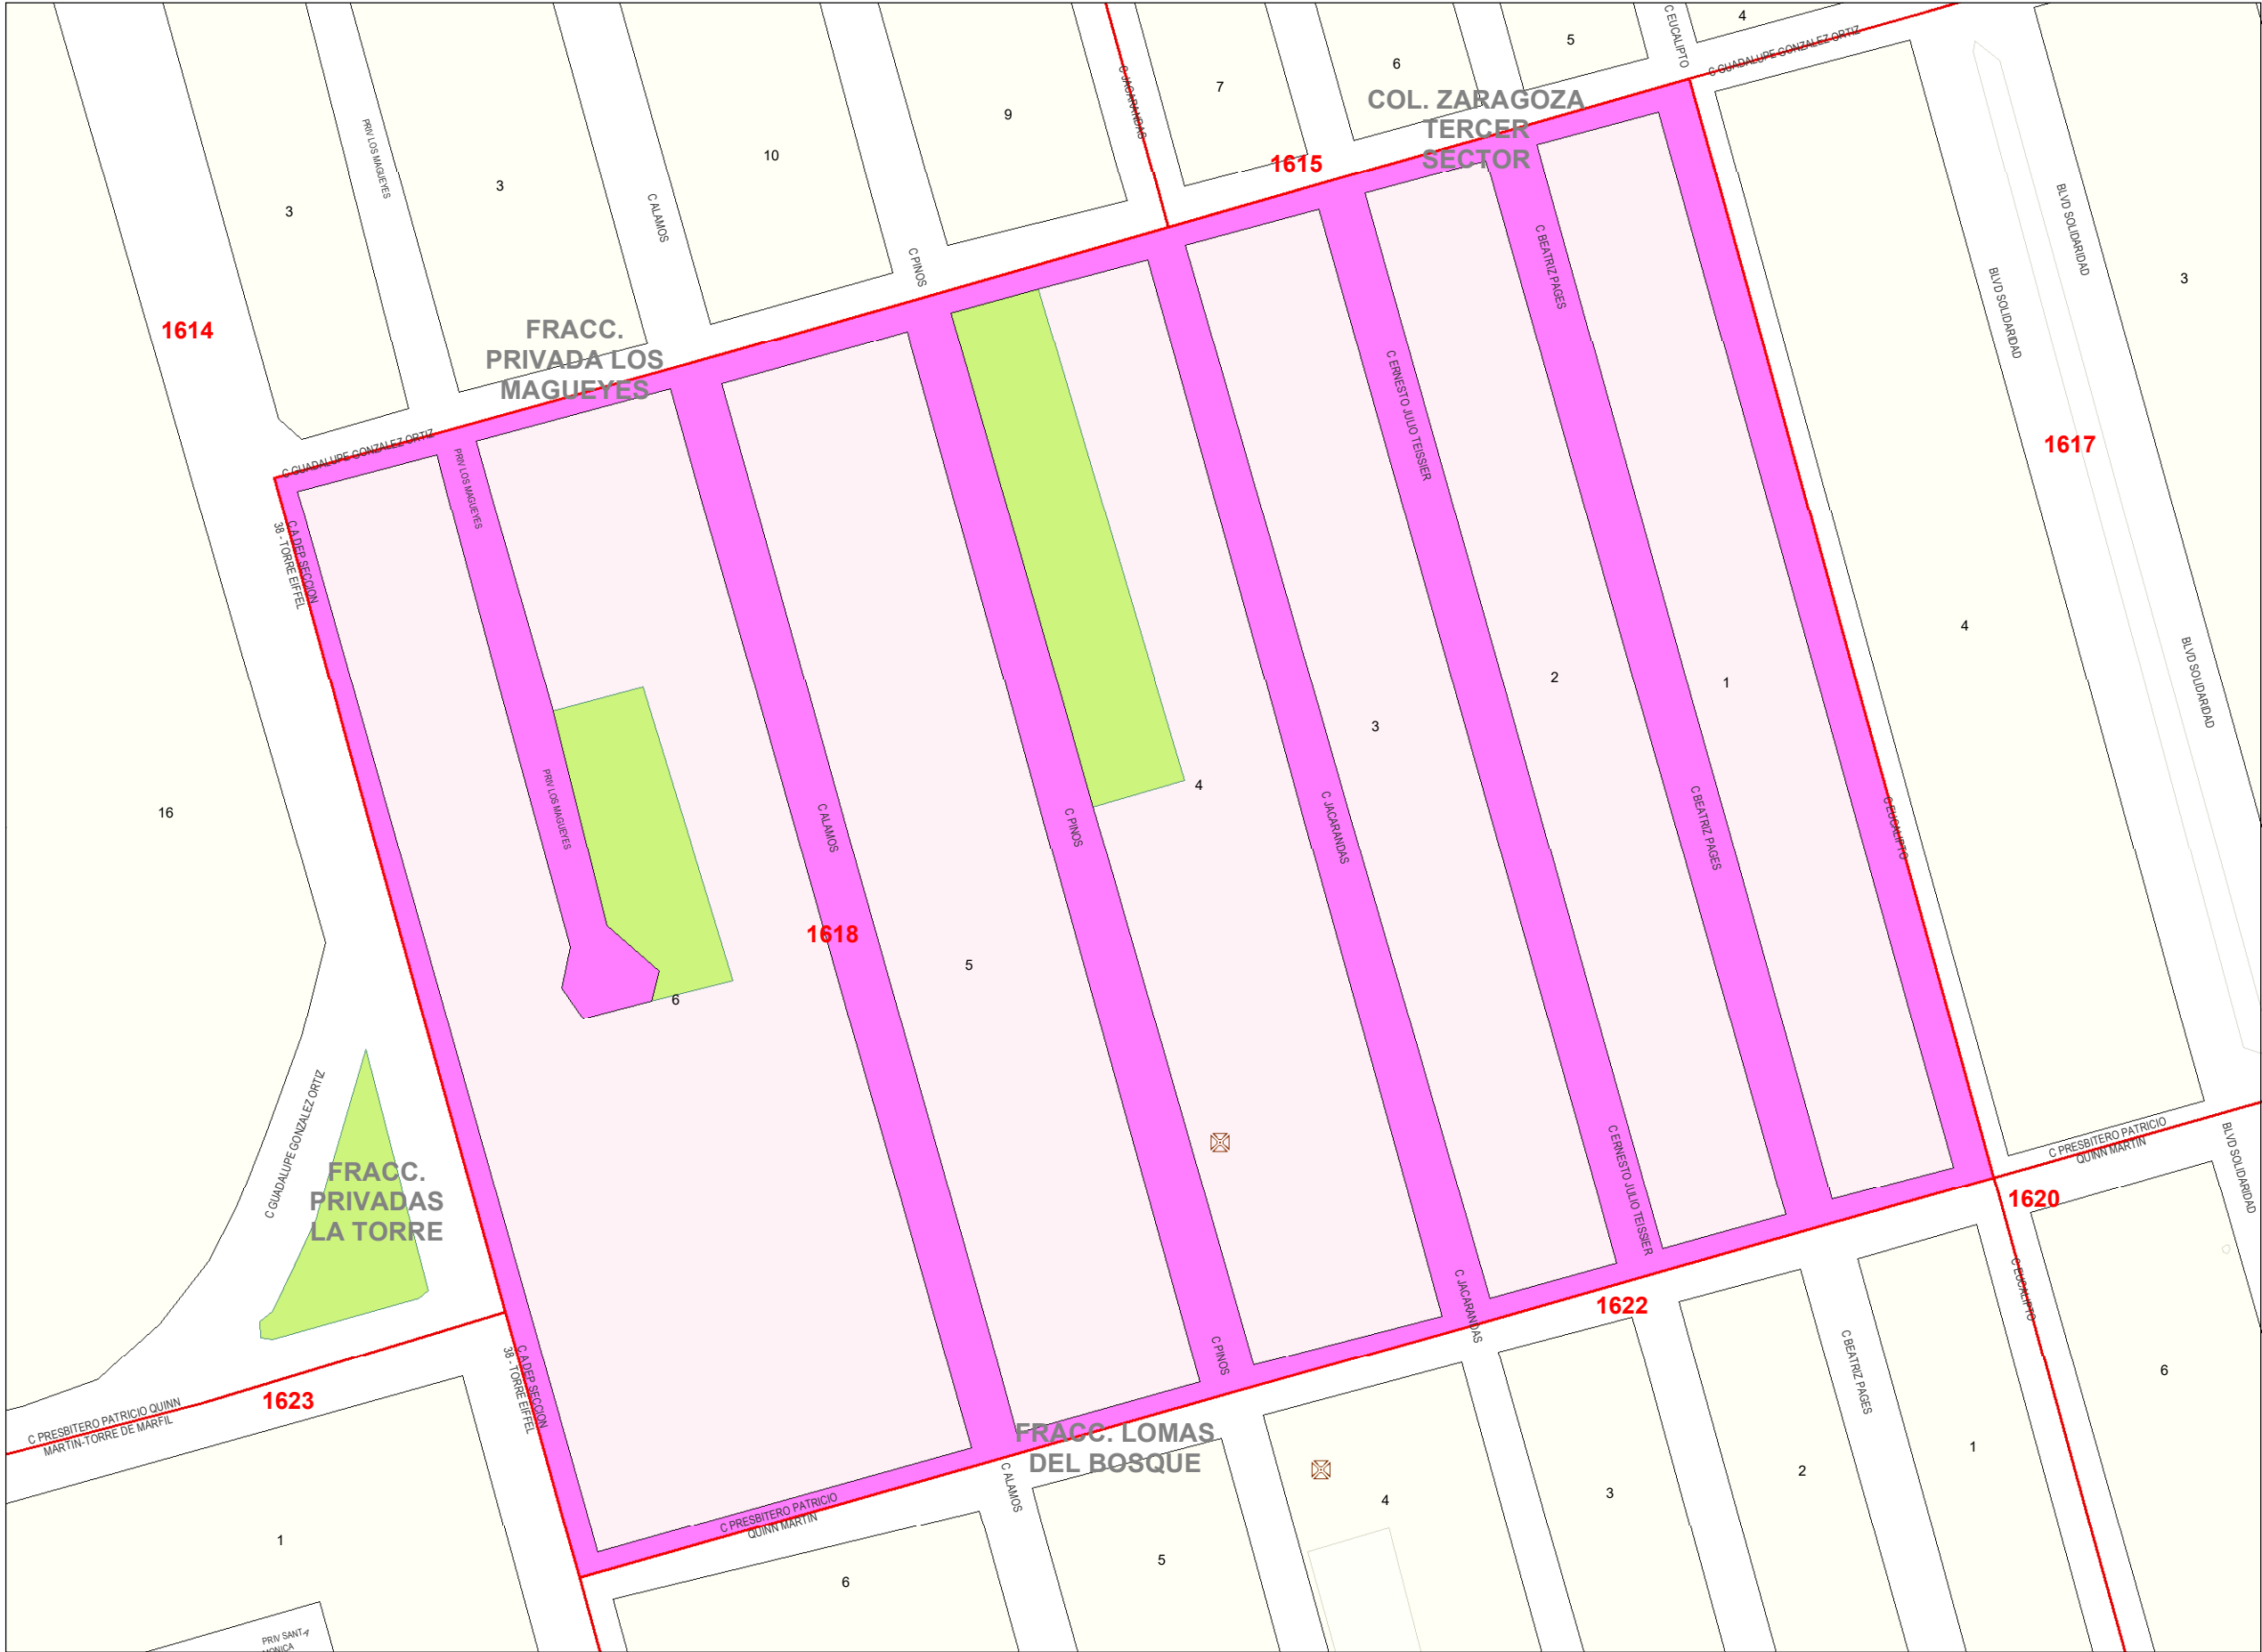 4
C EUCALIPTO
5
C GUADALUPE GONZALEZ ORTIZ
6
7
C JACARANDAS
COL. ZARAGOZA
TERCER
SECTOR
9
PRIV LOS MAGUEYES
10
1615
3
3
C ALAMOS
BLVD SOLIDARIDAD
C PINOS
C BEATRIZ PAGES
3
BLVD SOLIDARIDAD
1614
FRACC.
PRIVADA LOS
MAGUEYES
C ERNESTO JULIO TEISSIER
C GUADALUPE GONZALEZ ORTIZ
1617
PRIV LOS MAGUEYES
C A DEP SECCION
38 - TORRE EIFFEL
4
BLVD SOLIDARIDAD
2
1
3
4
16
PRIV LOS MAGUEYES
C ALAMOS
C PINOS
C JACARANDAS
C BEATRIZ PAGES
C EUCALIPTO
1618
5
6
C GUADALUPE GONZALEZ ORTIZ
C PRESBITERO PATRICIO
QUINN MARTIN
BLVD SOLIDARIDAD
FRACC.
PRIVADAS
LA TORRE
C ERNESTO JULIO TEISSIER
1620
C EUCALIPTO
1622
C JACARANDAS
C PINOS
C BEATRIZ PAGES
6
C A DEP SECCION
38 - TORRE EIFFEL
1623
C PRESBITERO PATRICIO QUINN
MARTIN-TORRE DE MARFIL
FRACC. LOMAS
DEL BOSQUE
1
2
C ALAMOS
3
4
C PRESBITERO PATRICIO
QUINN MARTIN
1
5
6
PRIV SANTA
MONICA